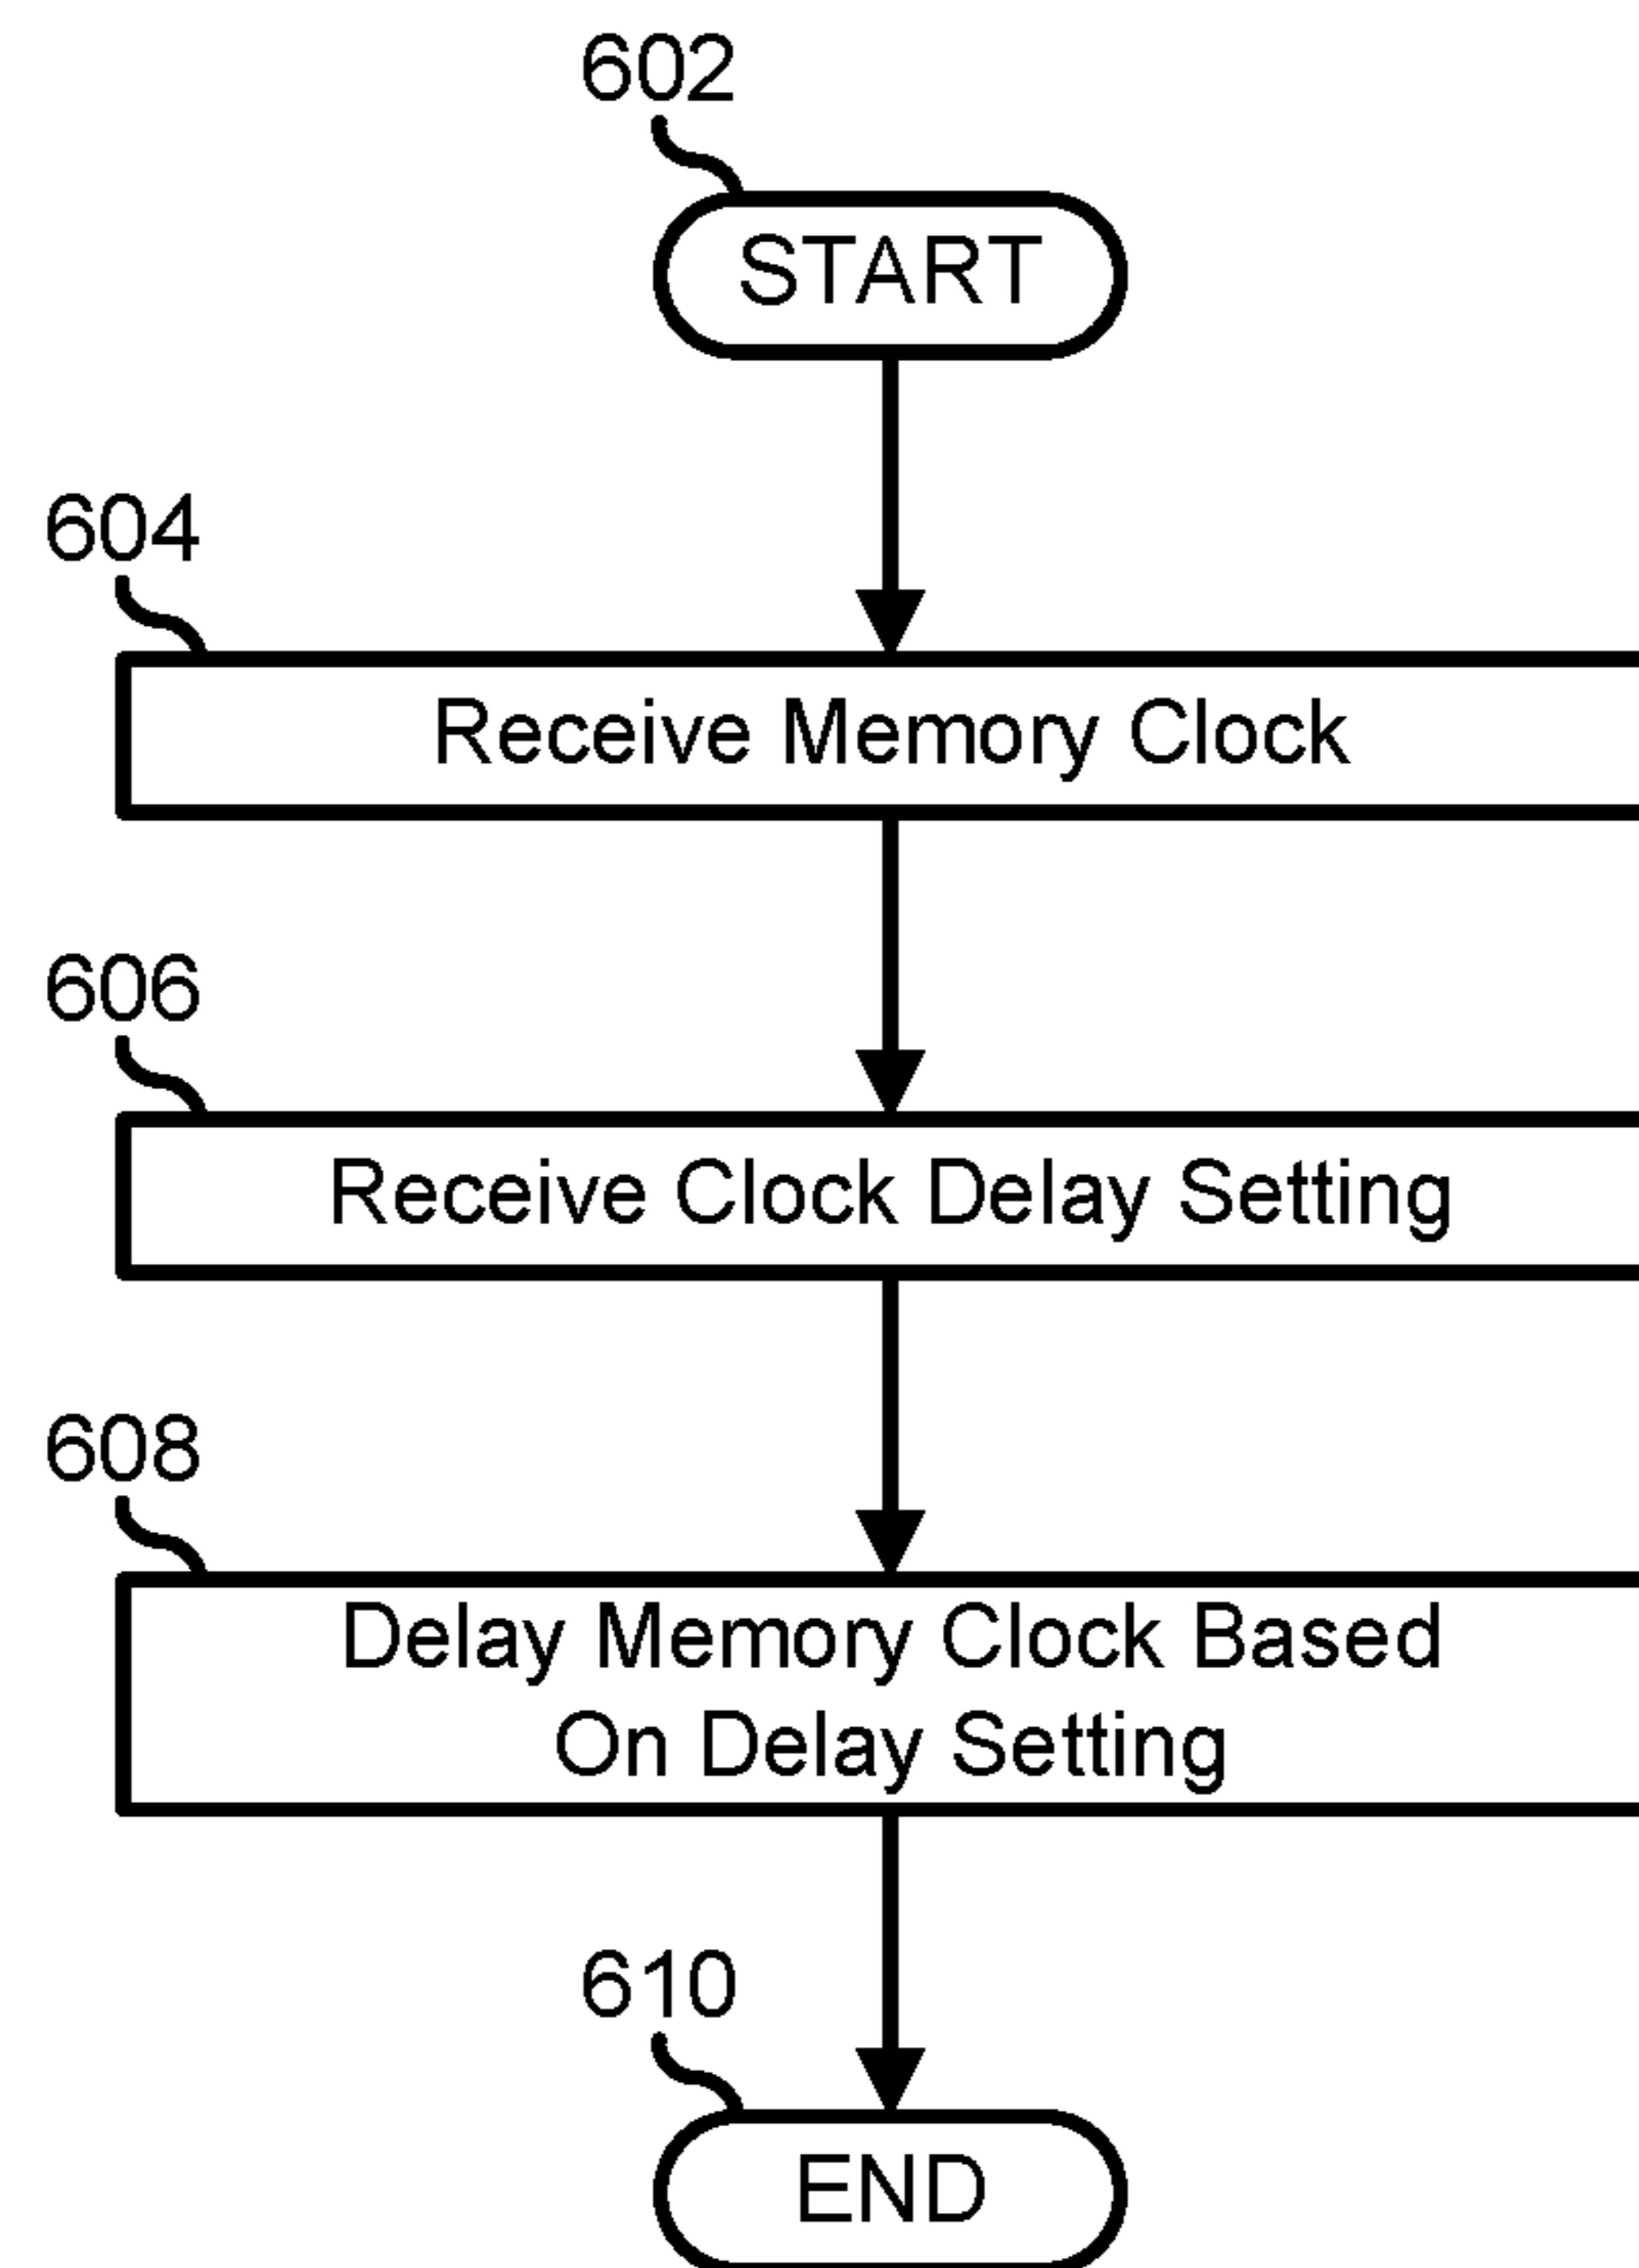 602
START
604
Receive Memory Clock
606
Receive Clock Delay Setting
608
Delay Memory Clock Based
On Delay Setting
610
END